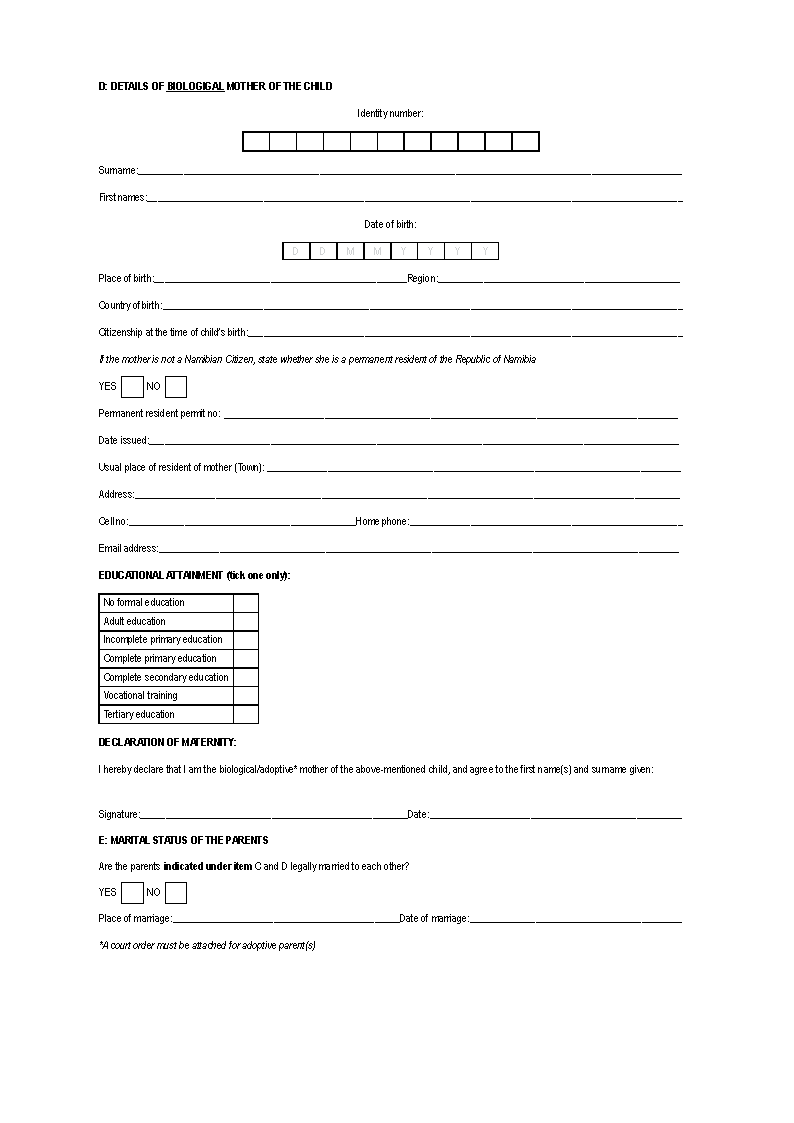 D: DETAILS OF BIOLOGICAL MOTHER OF THE CHILD
Identity number:
Surname:
First names:
Date of birth:
D D M M Y Y Y Y
Place of birth: Region:
Country of birth:
Citizenship at the time of child's birth:
If the mother is not a Namibian Citizen, state whether she is a permanent resident of the Republic of Namibia
YES NO
Permanent resident permit no:
Date issued:
Usual place of resident of mother (Town):
Address:
Cell no: Home phone:
Email address:
EDUCATIONAL ATTAINMENT (tick one only):
No formal education
Adult education
Incomplete primary education
Complete primary education
Complete secondary education
Vocational training
Tertiary education
DECLARATION OF MATERNITY:
I hereby declare that I am the biological/adoptive* mother of the above-mentioned child, and agree to the first name(s) and surname given:
Signature: Date:
E: MARITAL STATUS OF THE PARENTS
Are the parents indicated under item C and D legally married to each other?
YES NO
Place of marriage: Date of marriage:
*A court order must be attached for adoptive parent(s)